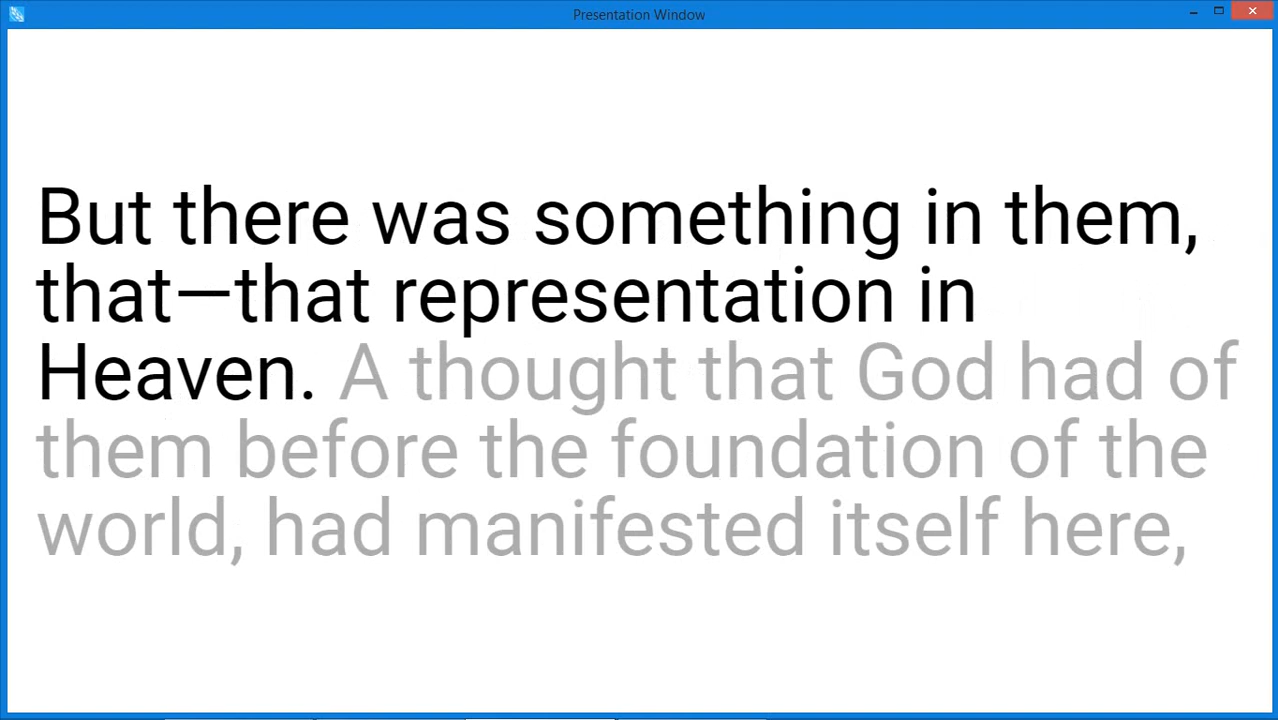 Presentation Window
But there was something in them,
that—that representation in
Heaven. A thought that God had of
them before the foundation of the
world, had manifested itself here,